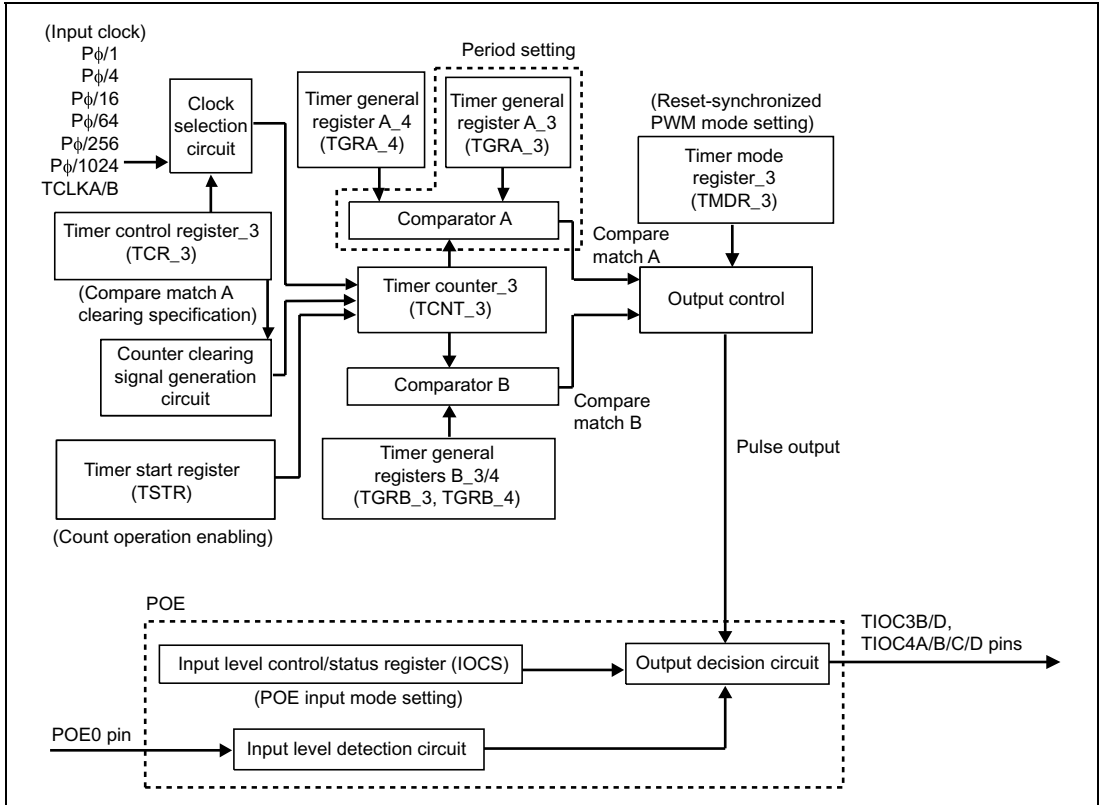 (Input clock)
Pϕ/1
Pϕ/4
Pϕ/16
Pϕ/64
Pϕ/256
Pϕ/1024
TCLKA/B
Clock
selection
circuit
Timer control register_3
(TCR_3)
(Compare match A
clearing specification)
Counter clearing
signal generation
circuit
Timer start register
(TSTR)
(Count operation enabling)
Period setting
Timer general
register A_4
(TGRA_4)
Timer general
register A_3
(TGRA_3)
Comparator A
Timer counter_3
(TCNT_3)
Comparator B
Timer general
registers B_3/4
(TGRB_3, TGRB_4)
Compare
match A
Compare
match B
(Reset-synchronized
PWM mode setting)
Timer mode
register_3
(TMDR_3)
Output control
Pulse output
POE
Input level control/status register (IOCS)
(POE input mode setting)
Output decision circuit
TIOC3B/D,
TIOC4A/B/C/D pins
POE0 pin
Input level detection circuit